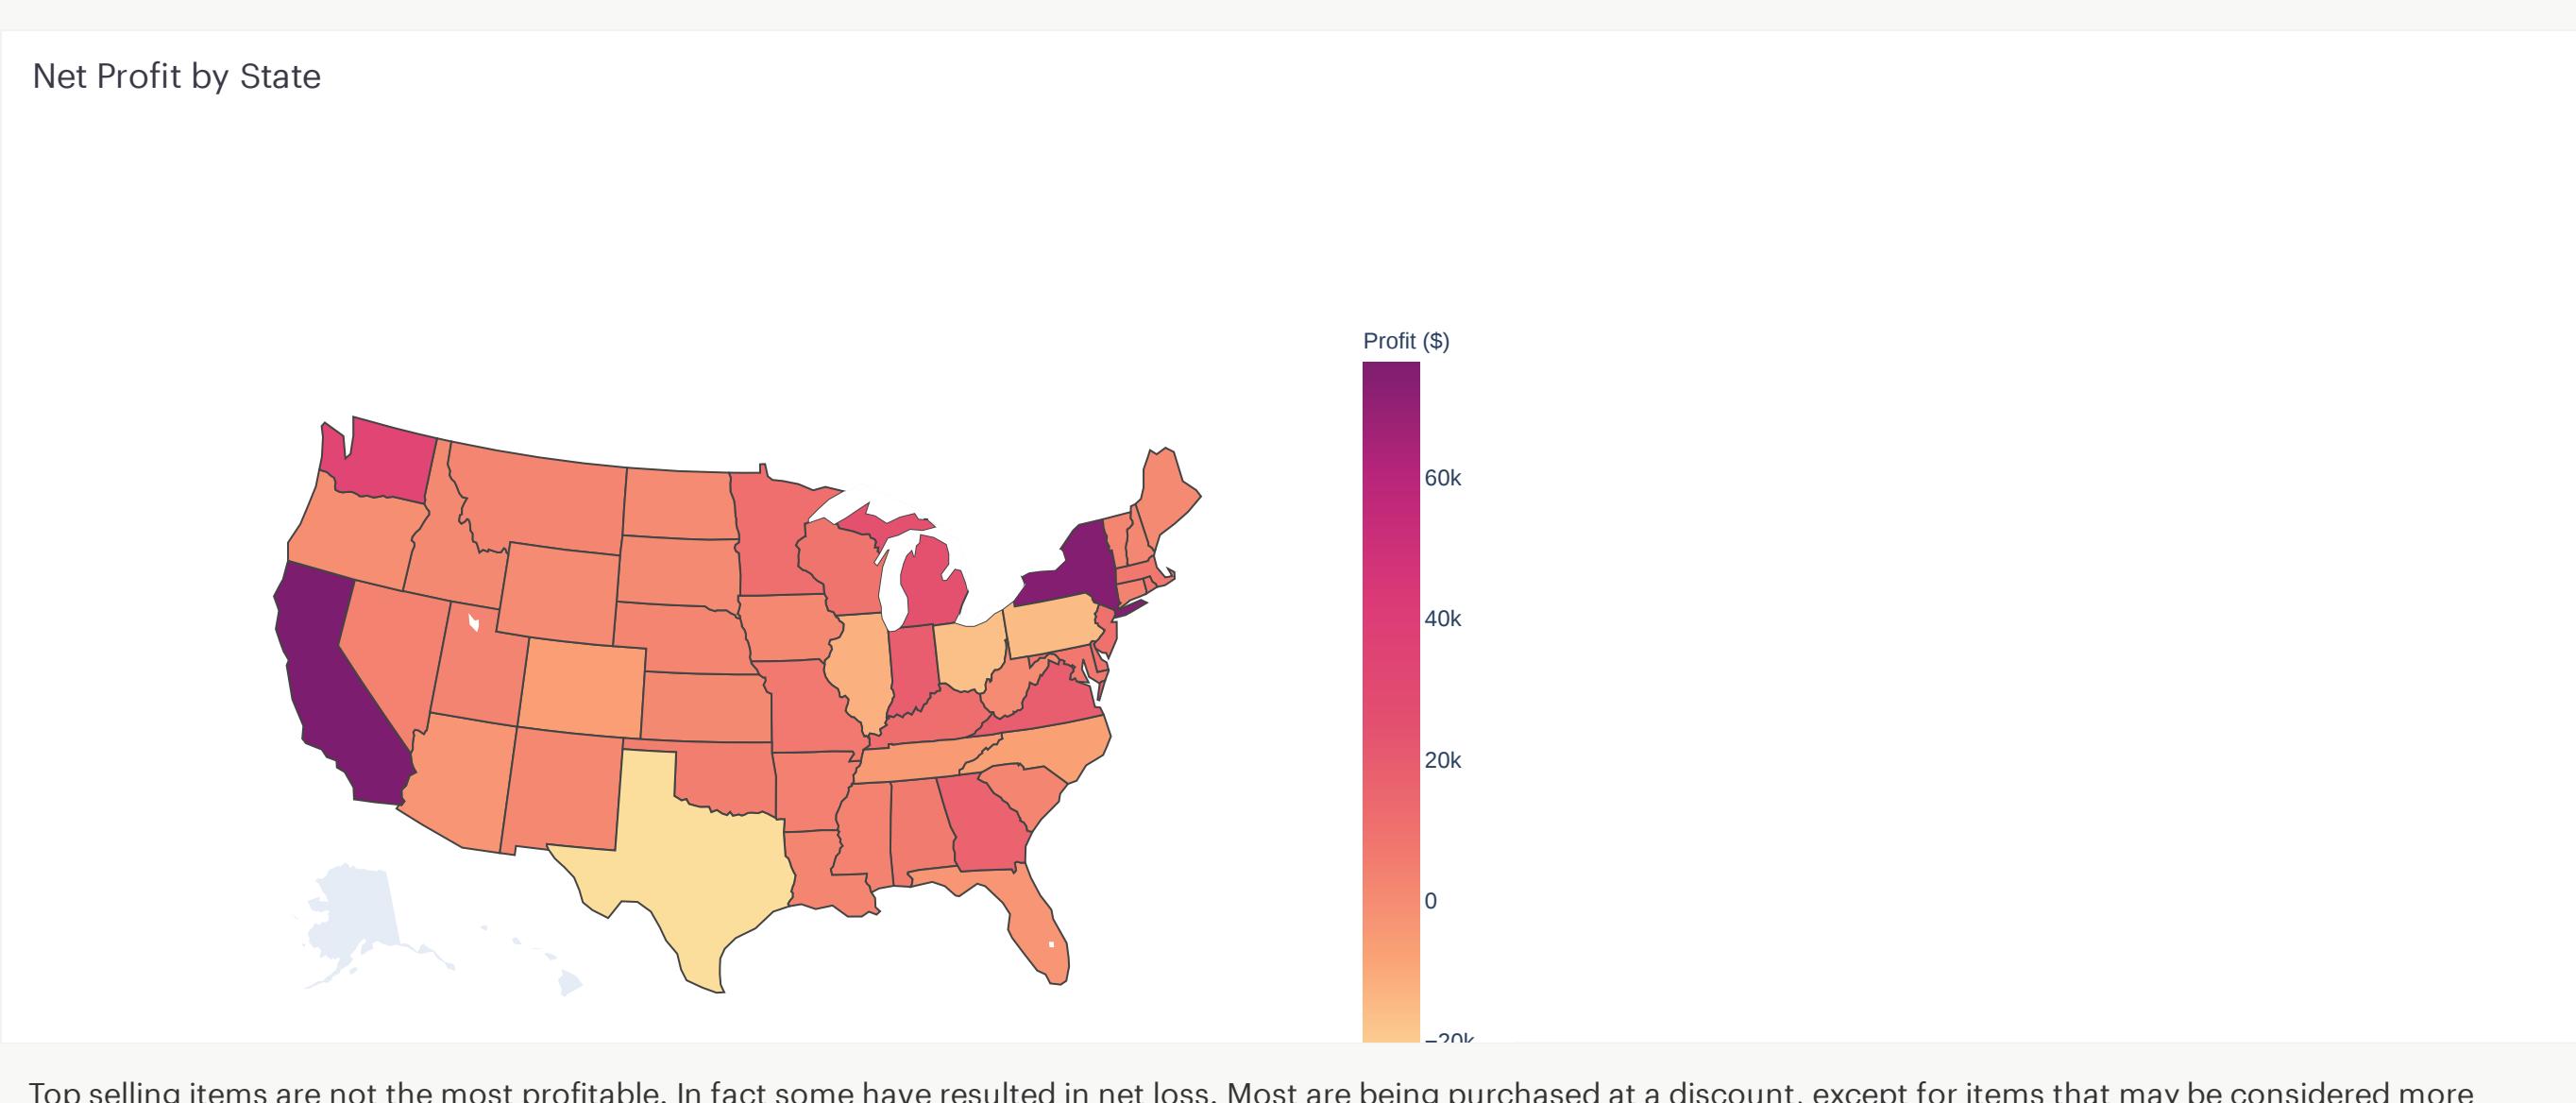 Net Profit by State
Profit ($)
60k
40k
20k
0
−20k
Top selling items are not the most profitable. In fact some have resulted in net loss. Most are being purchased at a discount, except for items that may be considered more